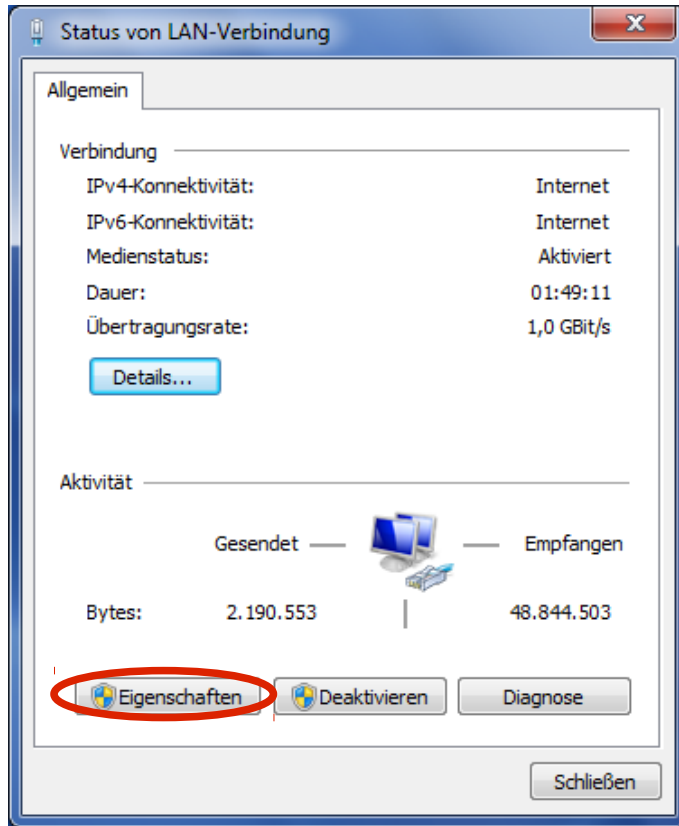 Status von LAN-Verbindung
Allgemein
Verbindung
IPv4-Konnektivität: Internet
IPv6-Konnektivität: Internet
Medienstatus: Aktiviert
Dauer: 01:49:11
Übertragungsrate: 1,0 GBit/s
Details...
Aktivität
Gesendet Empfangen
Bytes: 2.190.553 48.844.503
Eigenschaften Deaktivieren Diagnose
Schließen